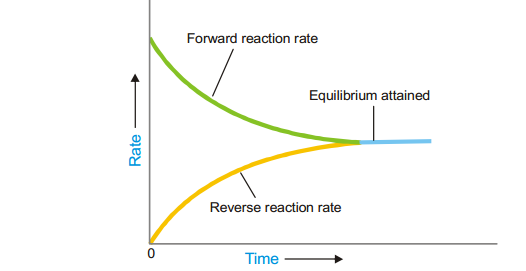 Forward reaction rate
Equilibrium attained
Rate
Reverse reaction rate
0
Time